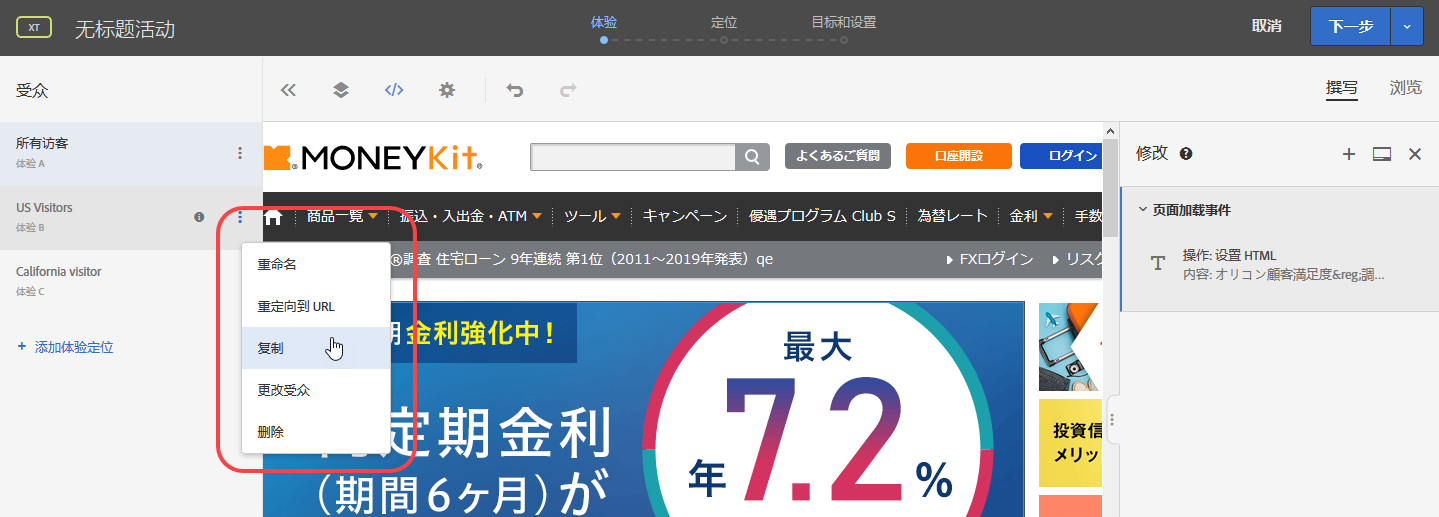 XT 无标题活动
体验 定位 目标和设置
取消 下一步
受众
撰写 浏览
所有访客
体验 A
US Visitors
体验 B
California visitor
体验 C
+ 添加体验定位
重命名
重定向到 URL
复制
更改受众
删除
MONEYKit
よくあるご質問 口座開設 ログイン
商品一覧 振込・入出金・ATM ツール キャンペーン 優遇プログラム Club S 為替レート 金利 手数
®調査 住宅ローン 9年連続 第1位（2011～2019年発表）qe
FXログイン リスク
金利強化中!
定期金利
（期間6ヶ月）が
最大
年7.2%
投資信
メリッ
修改
页面加载事件
操作: 设置 HTML
内容: オリコン顧客満足度&reg;調...